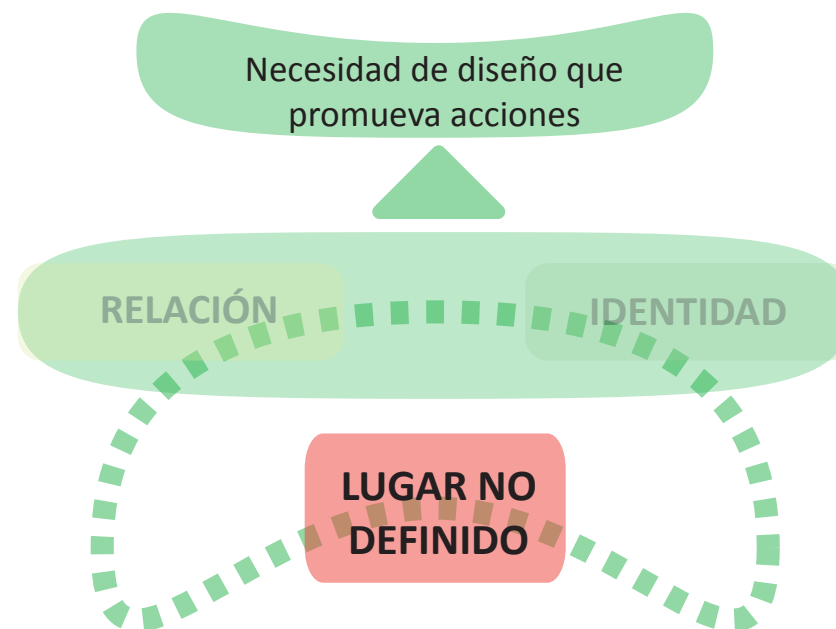 Necesidad de diseño que
promueva acciones
RELACIÓN
IDENTIDAD
LUGAR NO
DEFINIDO